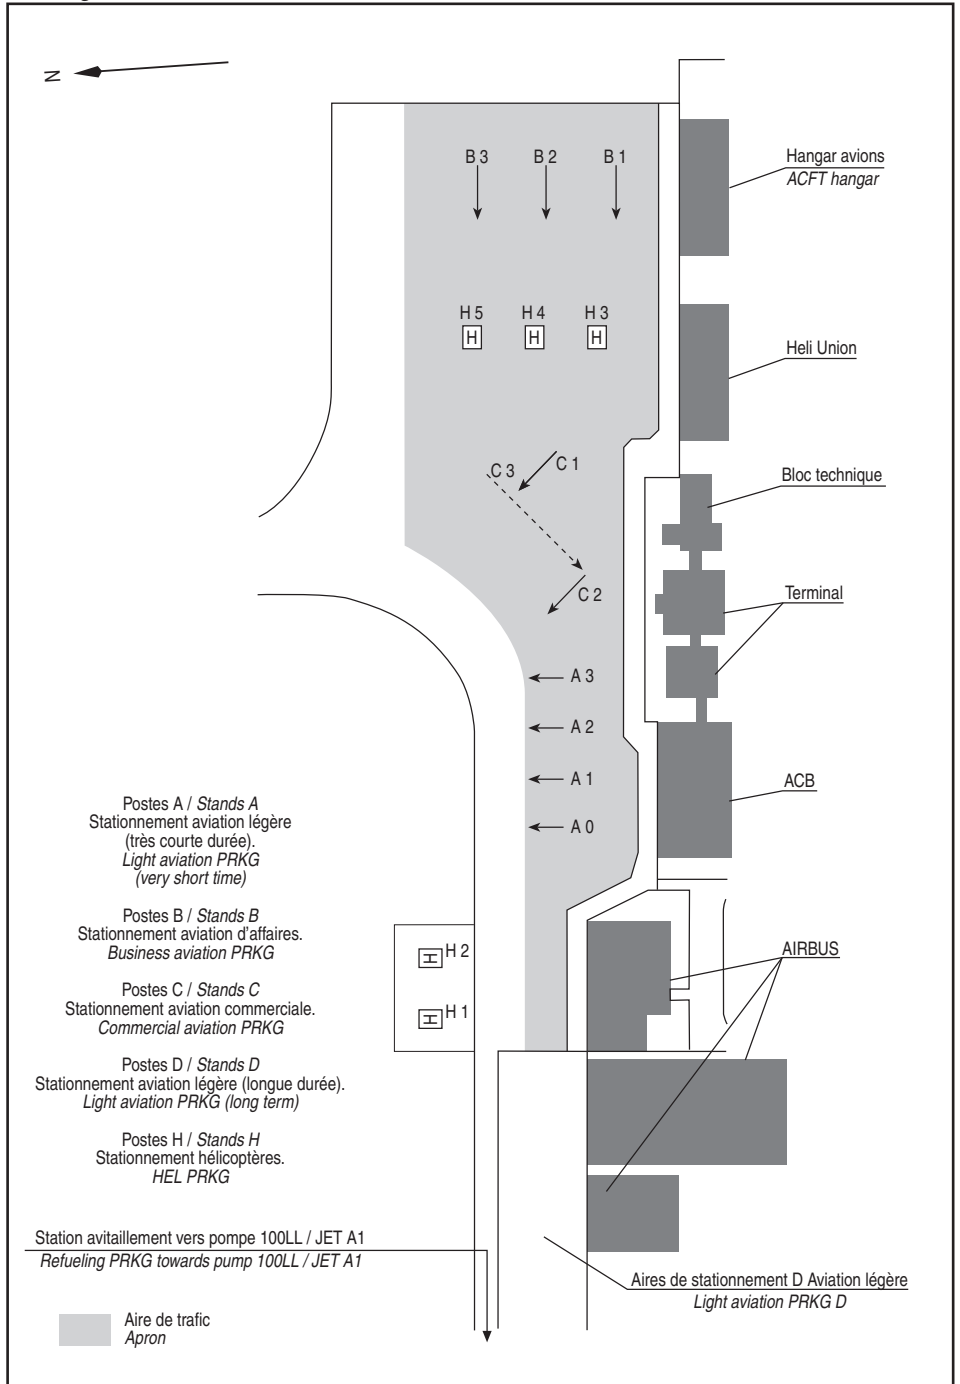 N
B 3 B 2 B 1
Hangar avions
ACFT hangar
H 5 H 4 H 3
H H H
Heli Union
C 3 C 1
Bloc technique
C 2
Terminal
A 3
A 2
A 1
A 0
ACB
Postes A / Stands A
Stationnement aviation légère
(très courte durée).
Light aviation PRKG
(very short time)
Postes B / Stands B
Stationnement aviation d'affaires.
Business aviation PRKG
Postes C / Stands C
Stationnement aviation commerciale.
Commercial aviation PRKG
Postes D / Stands D
Stationnement aviation légère (longue durée).
Light aviation PRKG (long term)
Postes H / Stands H
Stationnement hélicoptères.
HEL PRKG
H H 2
H H 1
AIRBUS
Station avitaillement vers pompe 100LL / JET A1
Refueling PRKG towards pump 100LL / JET A1
Aires de stationnement D Aviation légère
Light aviation PRKG D
Aire de trafic
Apron